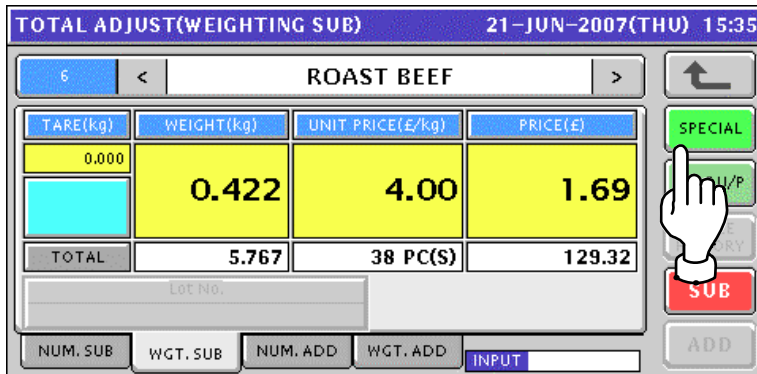 TOTAL ADJUST(WEIGHTING SUB) 21-JUN-2007(THU) 15:35
6 < ROAST BEEF >
TARE(kg) WEIGHT(kg) UNIT PRICE(£/kg) PRICE(£)
SPECIAL
0.000
0.422 4.00 1.69
U/P
TOTAL 5.767 38 PC(S) 129.32
Lot No.
SUB
NUM. SUB WGT. SUB NUM. ADD WGT. ADD INPUT
ADD